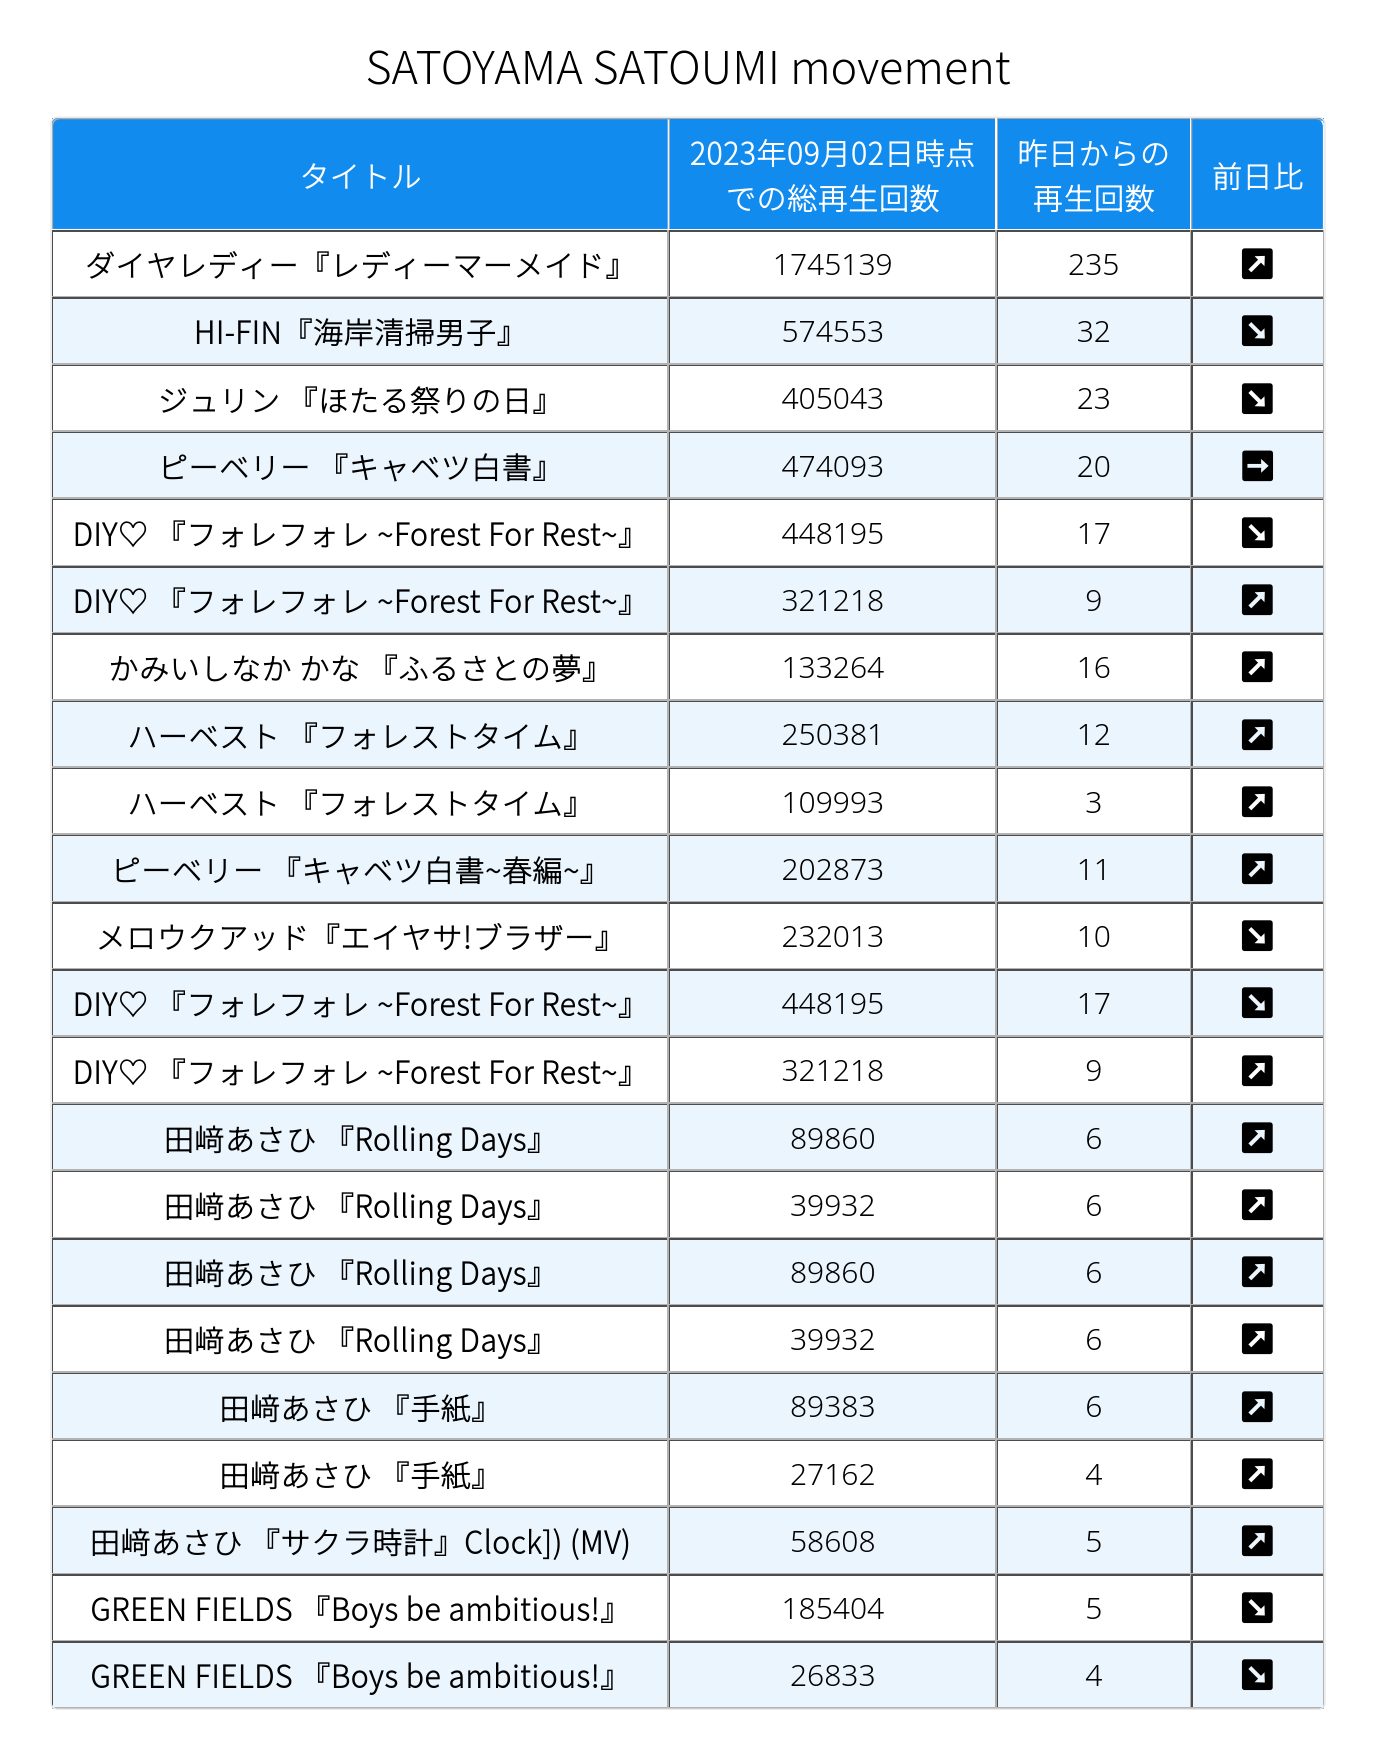 SATOYAMA SATOUMI movement
タイトル 2023年09月02日時点での総再生回数 昨日からの再生回数 前日比
ダイヤレディー『レディーマーメイド』 1745139 235 ↗
HI-FIN『海岸清掃男子』 574553 32 ↘
ジュリン 『ほたる祭りの日』 405043 23 ↘
ピーベリー 『キャベツ白書』 474093 20 →
DIY♡ 『フォレフォレ ~Forest For Rest~』 448195 17 ↘
DIY♡ 『フォレフォレ ~Forest For Rest~』 321218 9 ↗
かみいしなか かな 『ふるさとの夢』 133264 16 ↗
ハーベスト 『フォレストタイム』 250381 12 ↗
ハーベスト 『フォレストタイム』 109993 3 ↗
ピーベリー 『キャベツ白書~春編~』 202873 11 ↗
メロウクアッド『エイヤサ!ブラザー』 232013 10 ↘
DIY♡ 『フォレフォレ ~Forest For Rest~』 448195 17 ↘
DIY♡ 『フォレフォレ ~Forest For Rest~』 321218 9 ↗
田﨑あさひ 『Rolling Days』 89860 6 ↗
田﨑あさひ 『Rolling Days』 39932 6 ↗
田﨑あさひ 『Rolling Days』 89860 6 ↗
田﨑あさひ 『Rolling Days』 39932 6 ↗
田﨑あさひ 『手紙』 89383 6 ↗
田﨑あさひ 『手紙』 27162 4 ↗
田﨑あさひ 『サクラ時計』Clock]) (MV) 58608 5 ↗
GREEN FIELDS 『Boys be ambitious!』 185404 5 ↘
GREEN FIELDS 『Boys be ambitious!』 26833 4 ↘